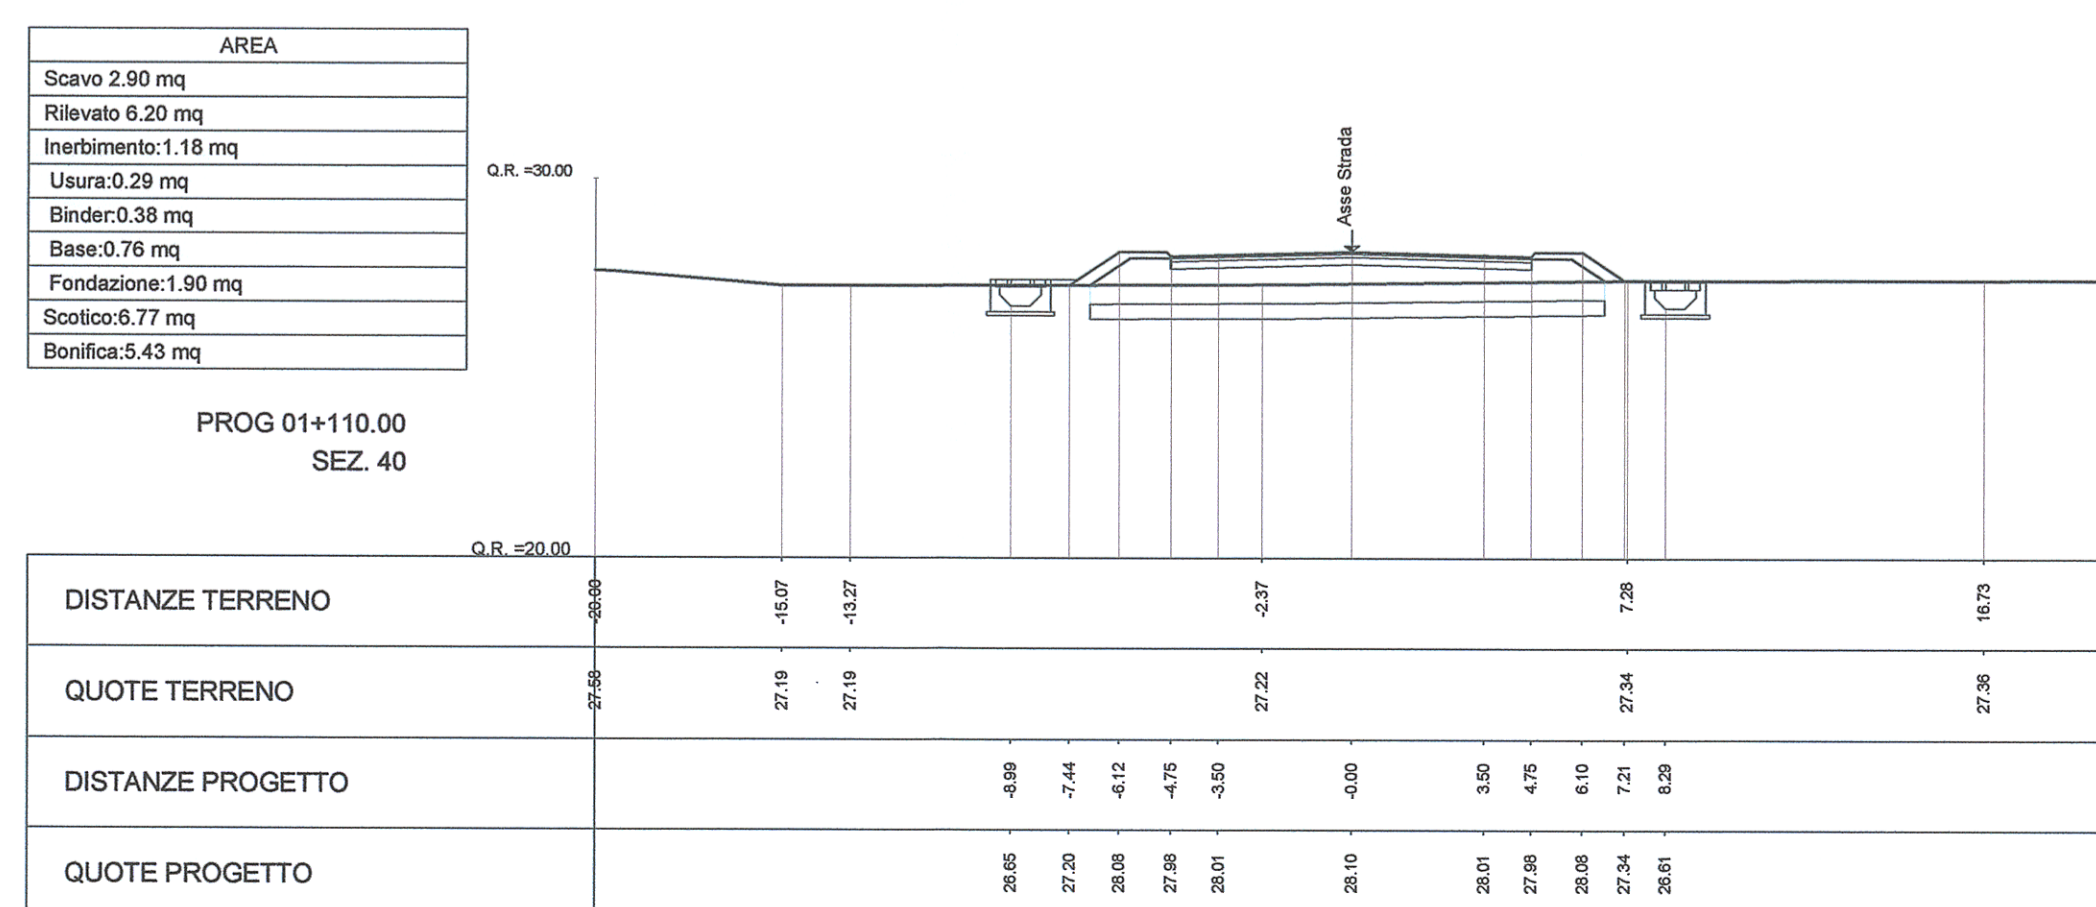 AREA
Scavo 2.90 mq
Rilevato 6.20 mq
Inerbimento:1.18 mq
Usura:0.29 mq
Binder:0.38 mq
Base:0.76 mq
Fondazione:1.90 mq
Scotico:6.77 mq
Bonifica:5.43 mq
PROG 01+110.00
SEZ. 40
Q.R. =30.00
Asse Strada
Q.R. =20.00
DISTANZE TERRENO -20.00 -15.07 -13.27 -2.37 7.28 16.73
QUOTE TERRENO 27.58 27.19 27.19 27.22 27.34 27.36
DISTANZE PROGETTO -8.99 -7.44 -6.12 -4.75 -3.50 -0.00 3.50 4.75 6.10 7.21 8.29
QUOTE PROGETTO 26.65 27.20 28.08 27.98 28.01 28.10 28.01 27.98 28.08 27.34 26.61